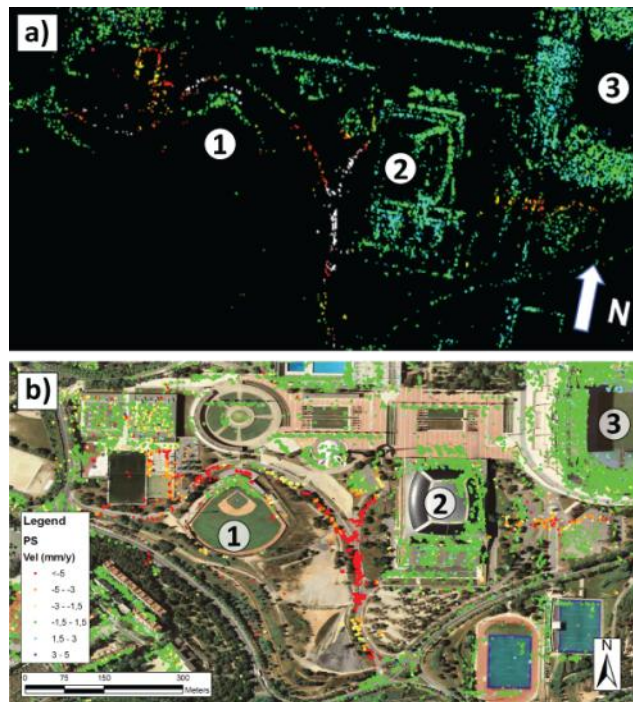 a)
1
2
3
N
b)
3
2
1
Legend
PS
Vel (mm/y)
<-5
-5 - -3
-3 - -1,5
-1,5 - 1,5
1,5 - 3
3 - 5
0 75 150 300
Meters
N